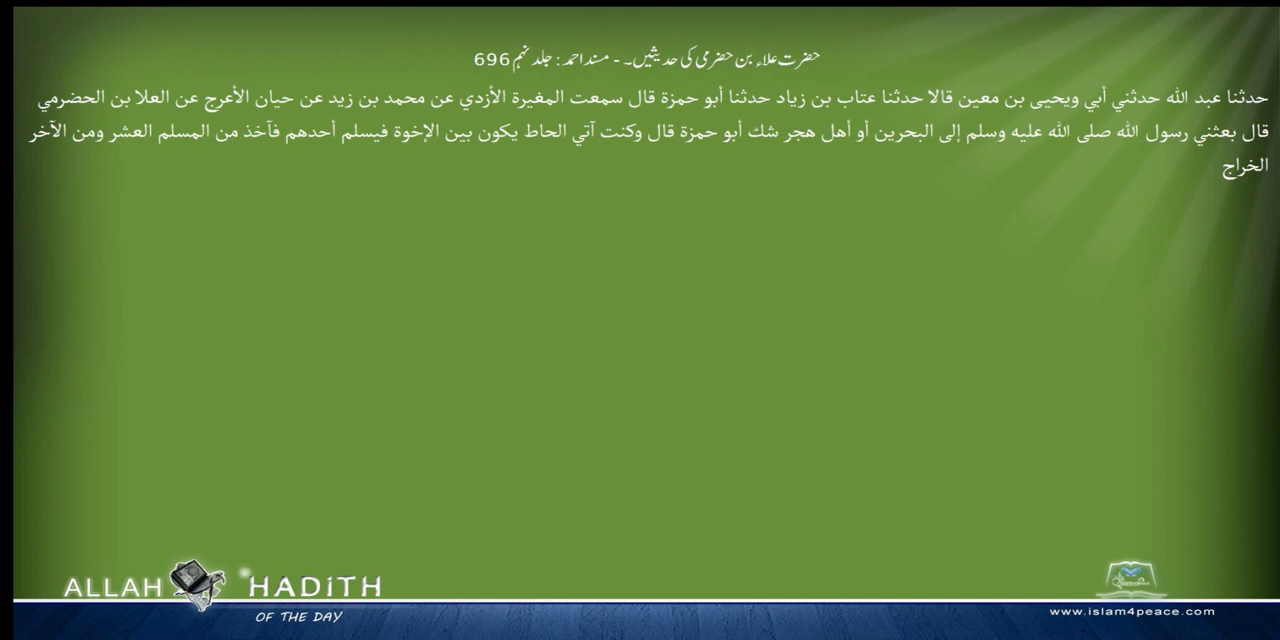 حضرت علاء بن حضرمی کی حدیثیں۔ - مسند احمد : جلد نہم 696
حدثنا عبد الله حدثني أبي ويحيى بن معين قالا حدثنا عتاب بن زياد حدثنا أبو حمزة قال سمعت المغيرة الأزدي عن محمد بن زيد عن حيان الأعرج عن العلا بن الحضرمي
قال بعثني رسول الله صلى الله عليه وسلم إلى البحرين أو أهل هجر شك أبو حمزة قال وكنت آتي الحاط يكون بين الإخوة فيسلم أحدهم فآخذ من المسلم العشر ومن الآخر
الخراج
ALLAH HADITH
OF THE DAY
www.islam4peace.com